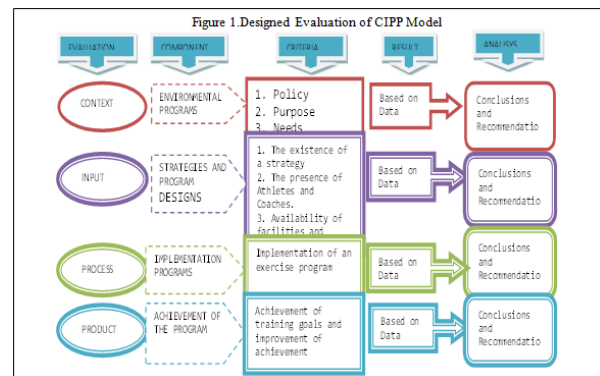 Figure 1.Designed Evaluation of CIPP Model
EVALUATION
COMPONENT
CRITERIA
RESULT
ANALISYS
CONTEXT
ENVIRONMENTAL
PROGRAMS
1. Policy
2. Purpose
3. Needs
Based on
Data
Conclusions
and
Recommendatio
INPUT
STRATEGIES AND
PROGRAM
DESIGNS
1. The existence of
a strategy
2. The presence of
Athletes and
Coaches.
3. Availability of
facilities and
Based on
Data
Conclusions
and
Recommendatio
PROCESS
IMPLEMENTATION
PROGRAMS
Implementation of an
exercise program
Based on
Data
Conclusions
and
Recommendatio
PRODUCT
ACHIEVEMENT OF
THE PROGRAM
Achievement of
training goals and
improvement of
achievement
Based on
Data
Conclusions
and
Recommendatio